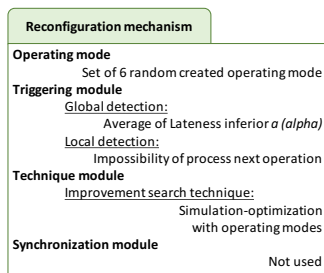 Reconfiguration mechanism
Operating mode
Set of 6 random created operating mode
Triggering module
Global detection:
Average of Lateness inferior a (alpha)
Local detection:
Impossibility of process next operation
Technique module
Improvement search technique:
Simulation-optimization
with operating modes
Synchronization module
Not used